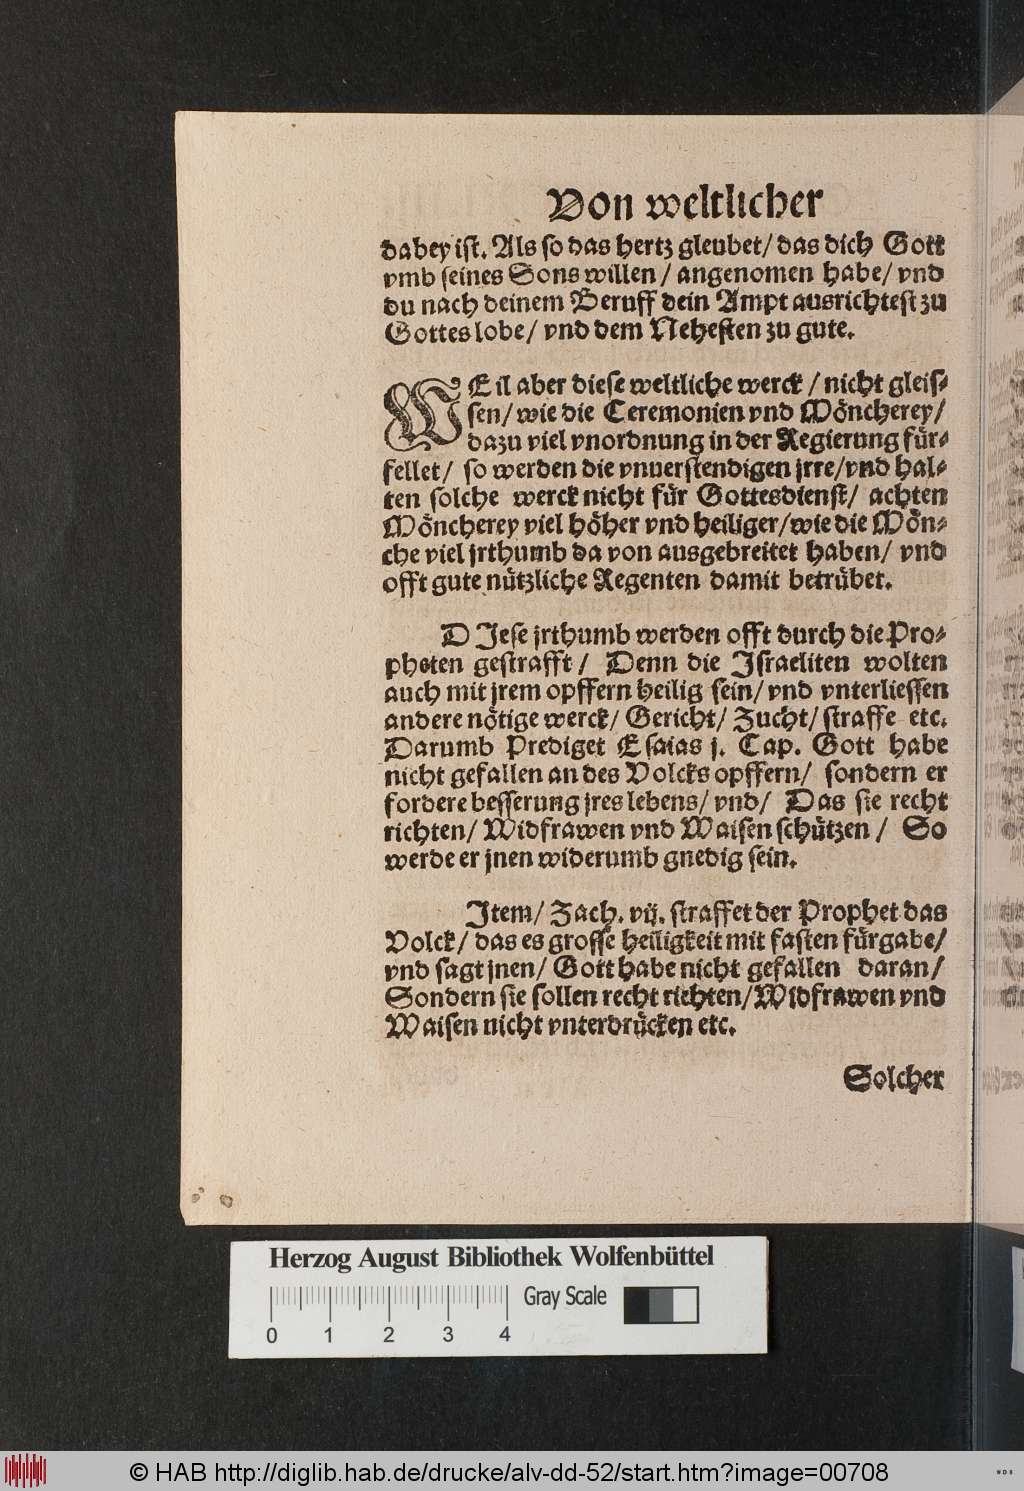 Von weltlicher
dabey ist. Als so das hertz gleubet/ das dich Gott
vmb seines Sons willen/ angenomen habe/ vnd
du nach deinem Beruff dein Ampt ausrichtest zu
Gottes lobe/ vnd dem Nehesten zu gute.
WEil aber diese weltliche werck/ nicht gleis-
sen/ wie die Ceremonien vnd Möncherey/
dazu viel vnordnung in der Regierung für-
fellet/ so werden die vnuerstendigen jrre/ vnd hal-
ten solche werck nicht für Gottesdienst/ achten
Möncherey viel höher vnd heiliger/ wie die Mön-
che viel jrthumb da von ausgebreitet haben/ vnd
offt gute nützliche Regenten damit betrübet.
DJese jrthumb werden offt durch die Pro-
pheten gestrafft/ Denn die Jsraeliten wolten
auch mit jrem opffern heilig sein/ vnd vnterliessen
andere nötige werck/ Gericht/ Zucht/ straffe etc.
Darumb Prediget Esaias j. Cap. Gott habe
nicht gefallen an des Volcks opffern/ sondern er
fordere besserung jres lebens/ vnd/ Das sie recht
richten/ Widfrawen vnd Waisen schützen/ So
werde er jnen widerumb gnedig sein.
Jtem/ Zach. vij. straffet der Prophet das
Volck/ das es grosse heiligkeit mit fasten fürgabe/
vnd sagt jnen/ Gott habe nicht gefallen daran/
Sondern sie sollen recht richten/ Widfrawen vnd
Waisen nicht vnterdrücken etc.
Solcher
Herzog August Bibliothek Wolfenbüttel
Gray Scale
0 1 2 3 4
© HAB http://diglib.hab.de/drucke/alv-dd-52/start.htm?image=00708